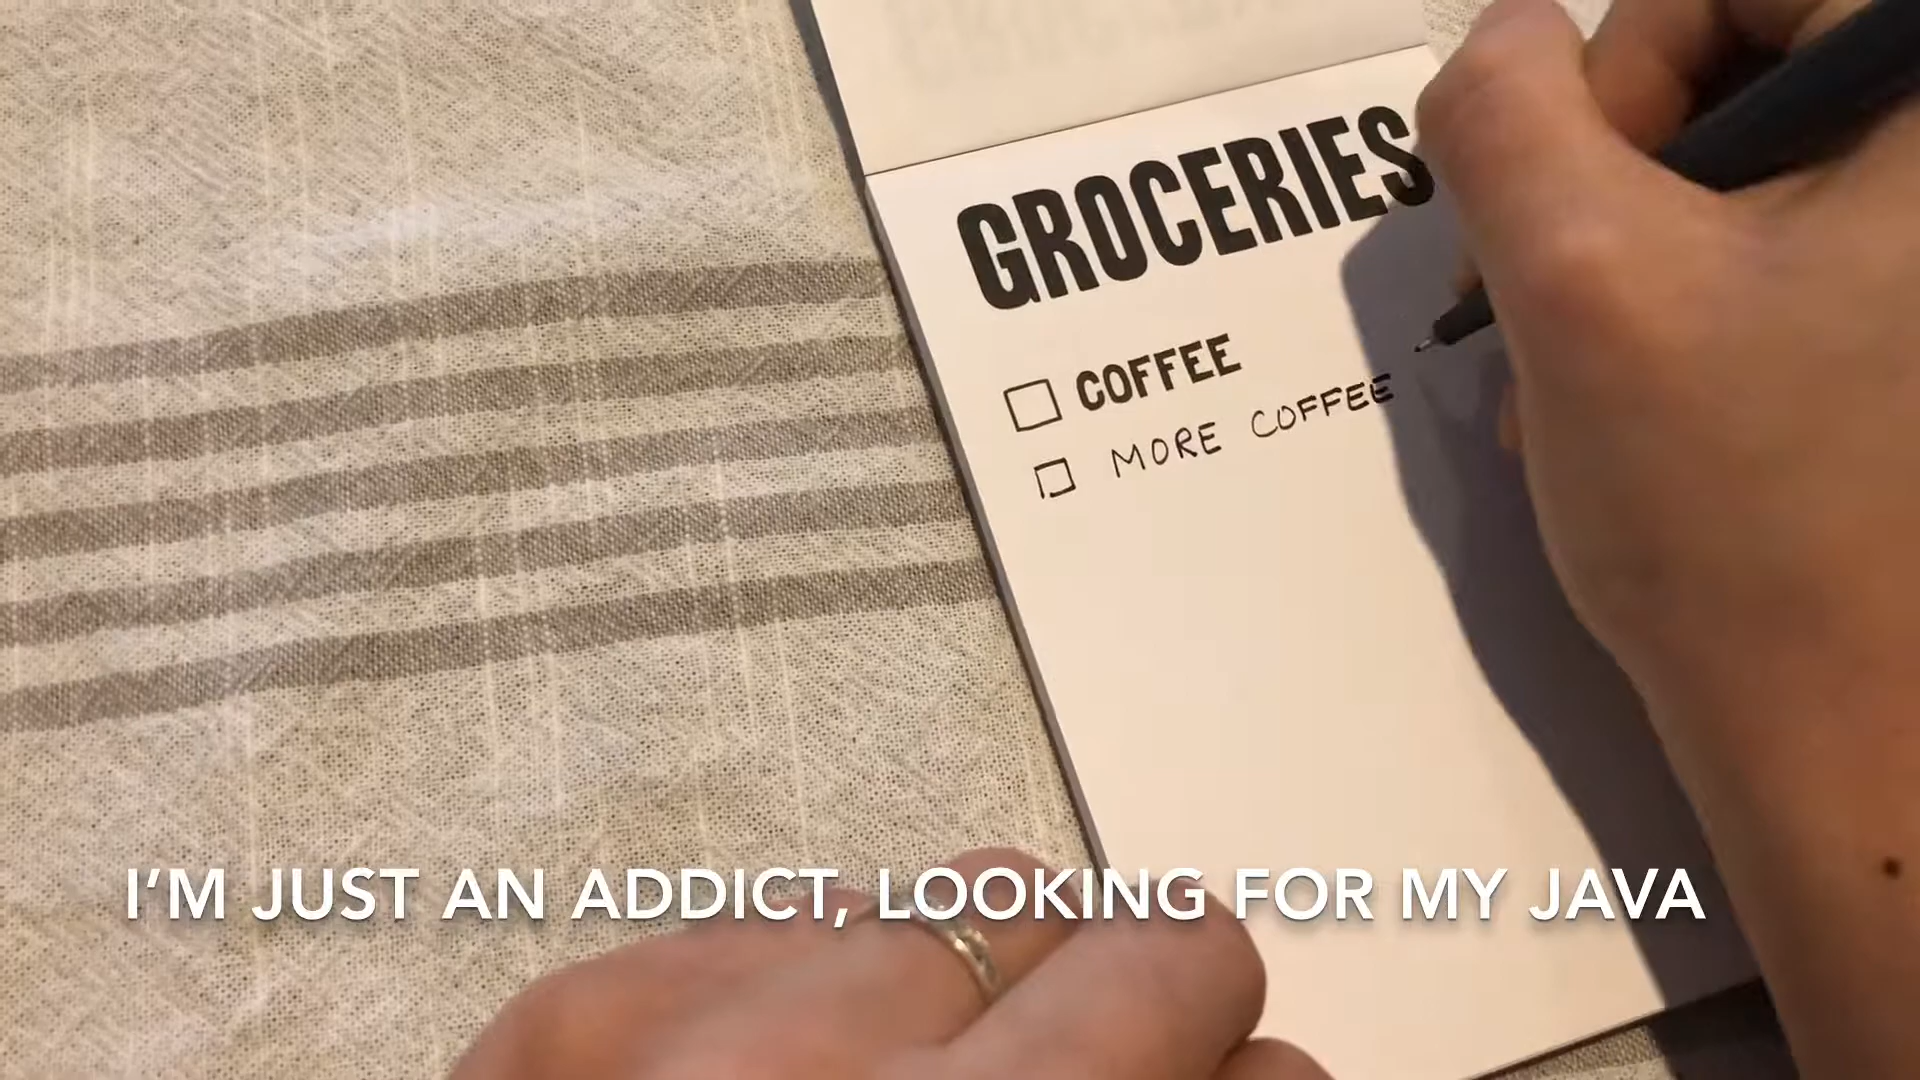 GROCERIES
COFFEE
MORE COFFEE
I'M JUST AN ADDICT, LOOKING FOR MY JAVA